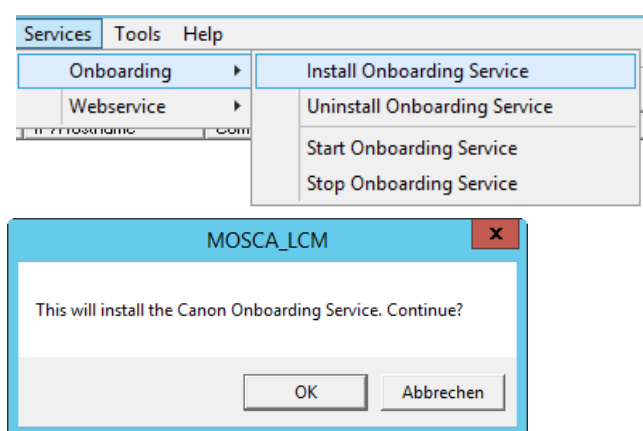 Services Tools Help
Onboarding Install Onboarding Service
Webservice Uninstall Onboarding Service
Start Onboarding Service
Stop Onboarding Service
MOSCA_LCM
x
This will install the Canon Onboarding Service. Continue?
OK Abbrechen